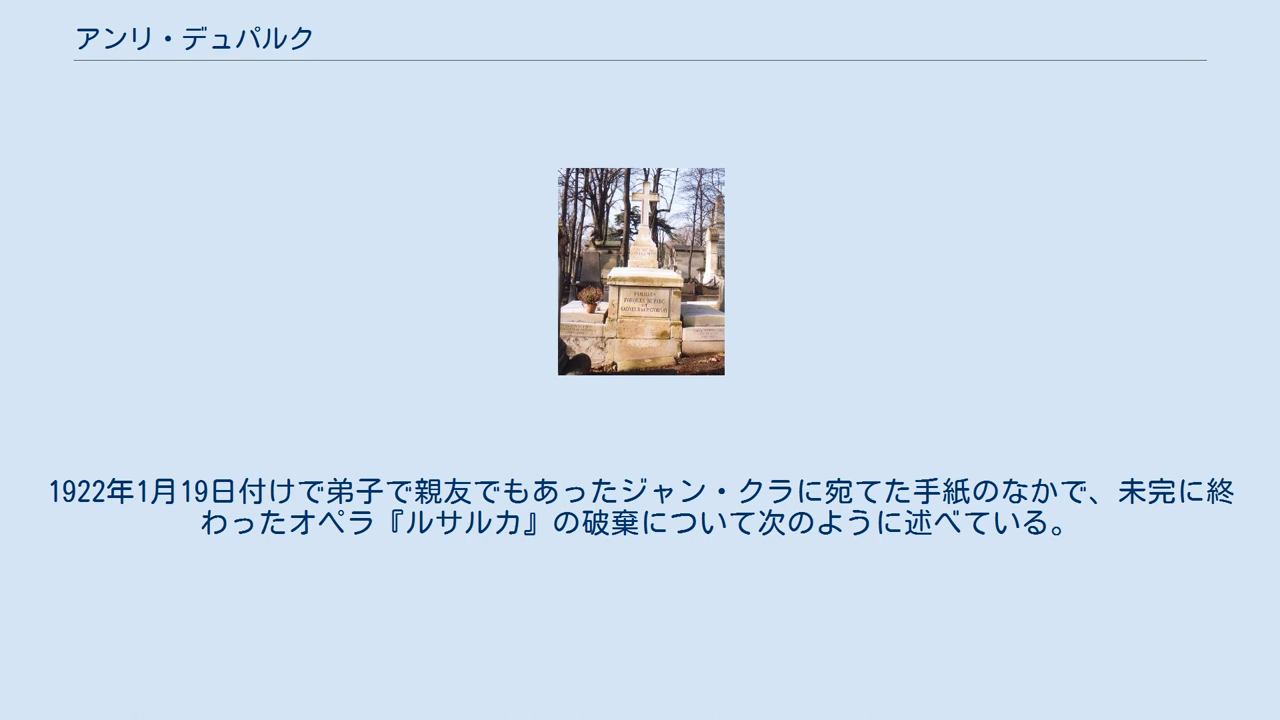 アンリ・デュパルク
1922年1月19日付けで弟子で親友でもあったジャン・クラに宛てた手紙のなかで、未完に終
わったオペラ『ルサルカ』の破棄について次のように述べている。